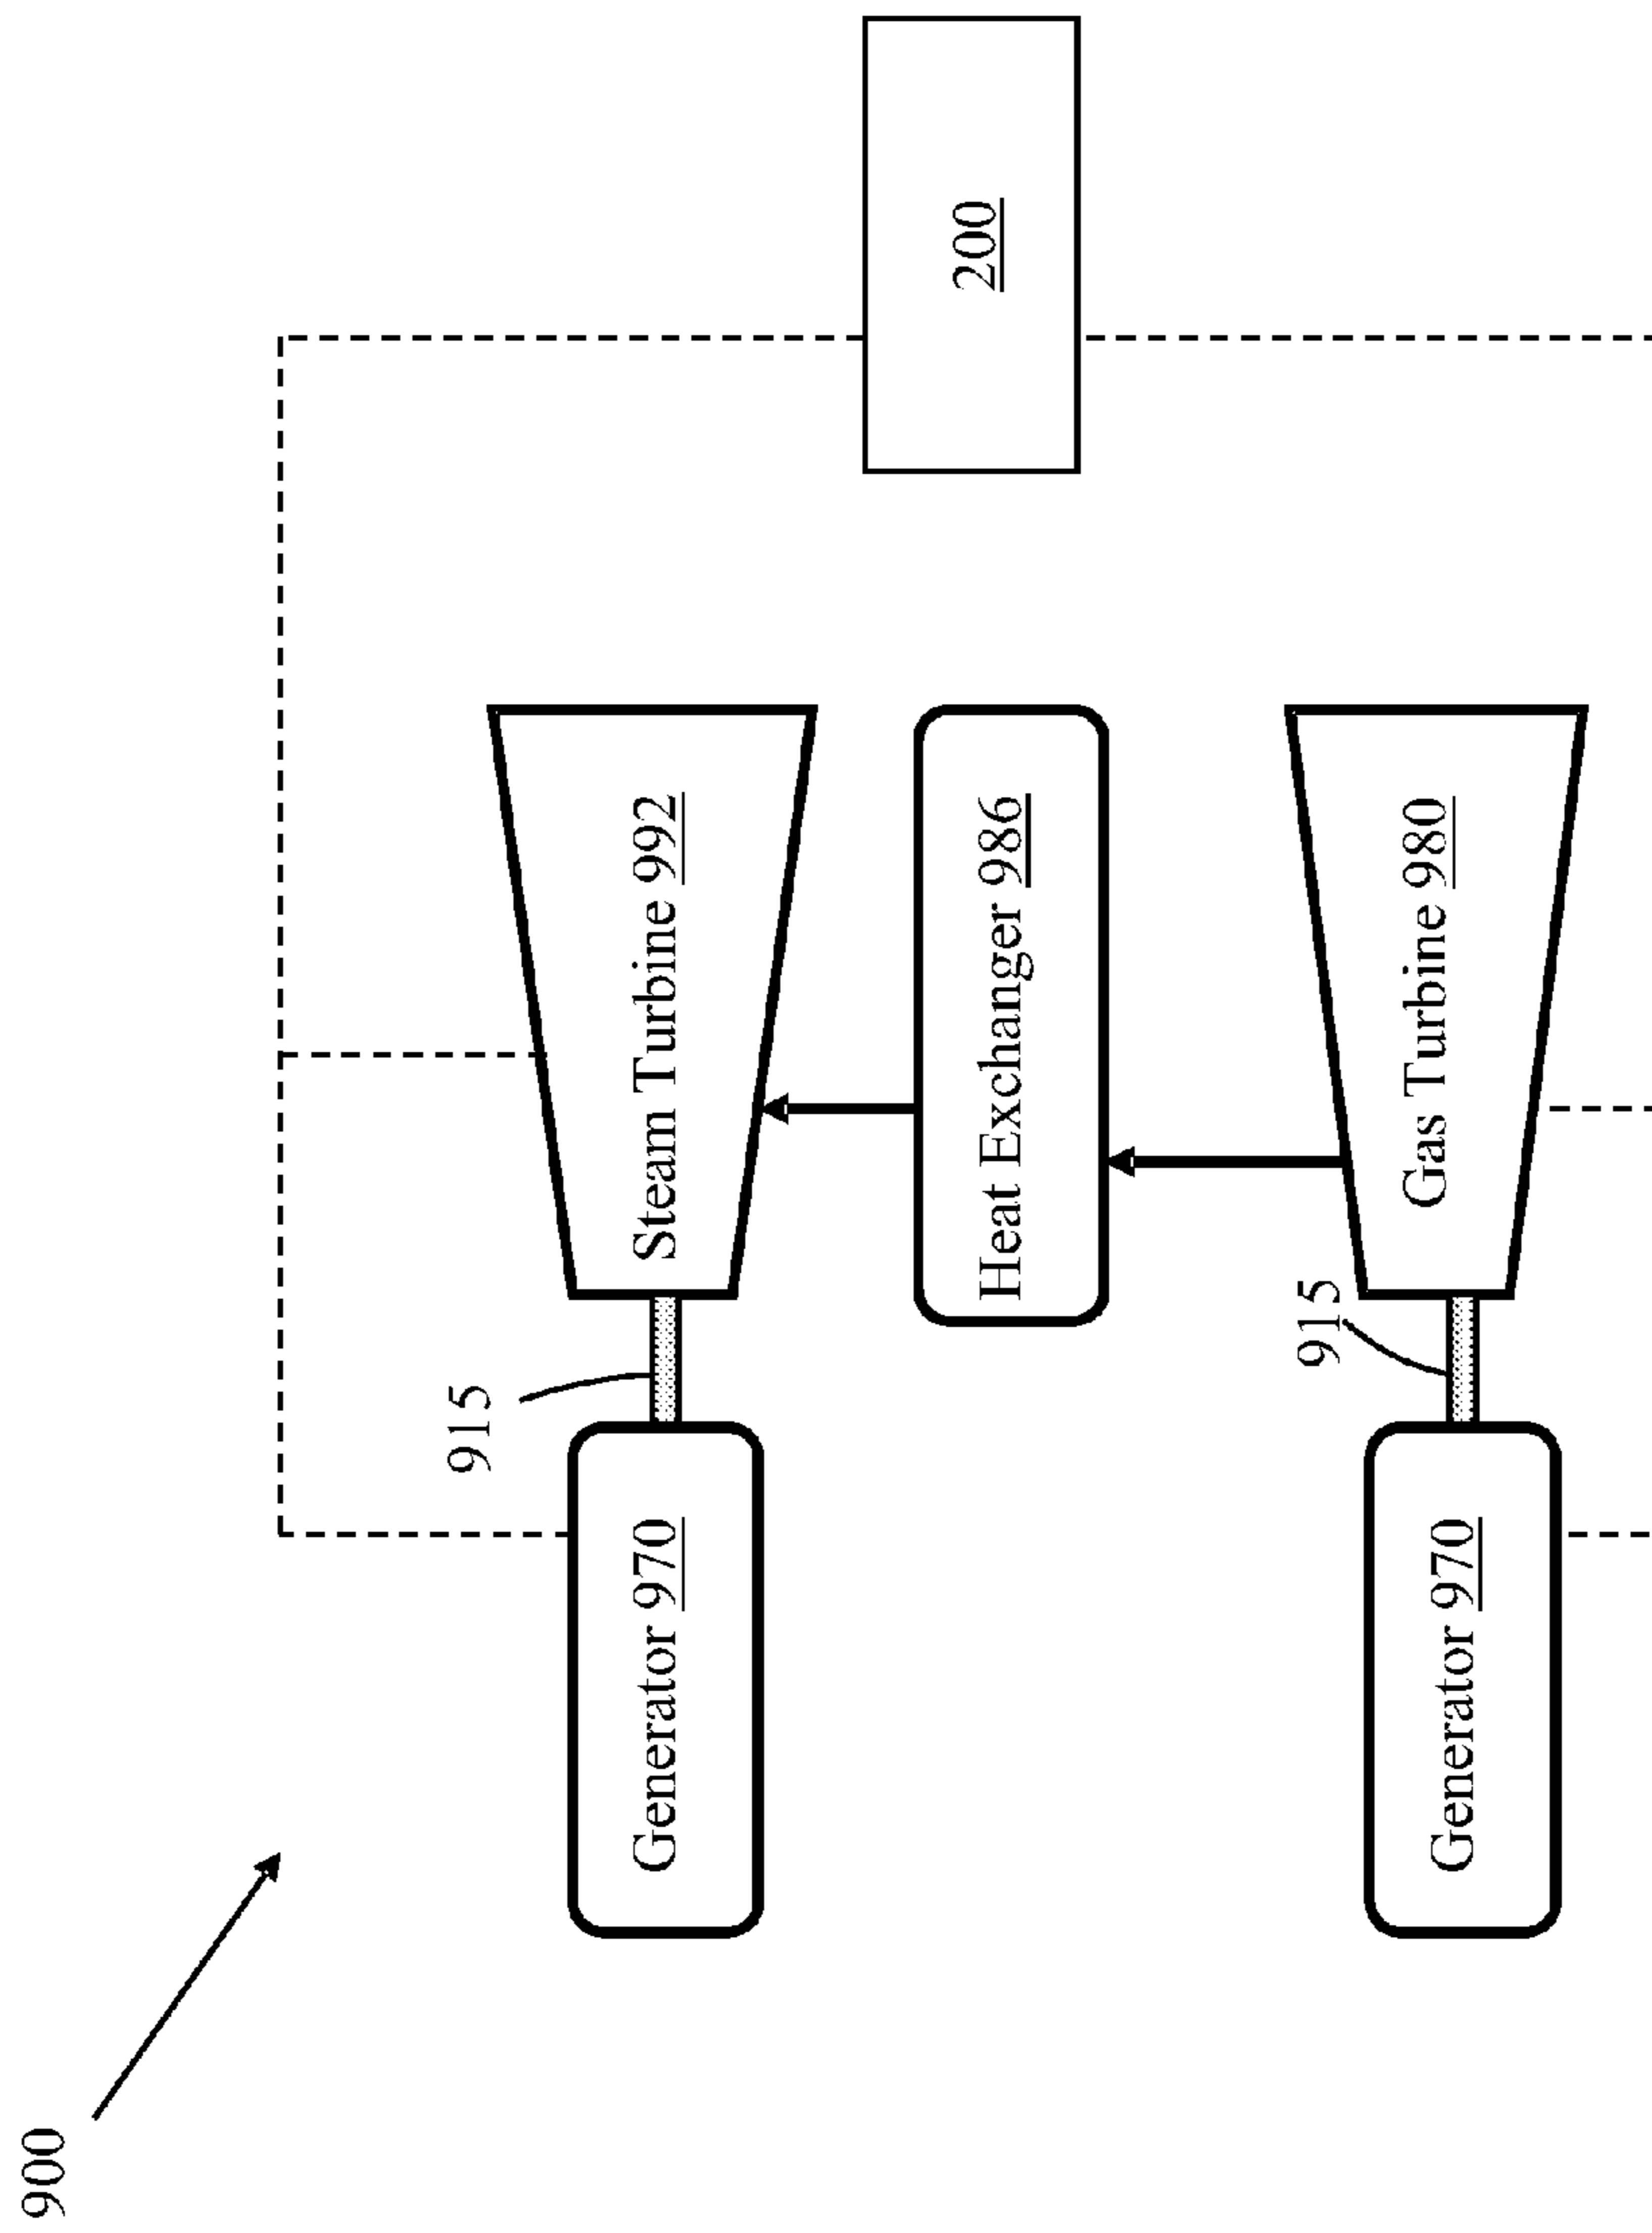 900
Generator 970
915
Steam Turbine 992
Heat Exchanger 986
200
Generator 970
915
Gas Turbine 980